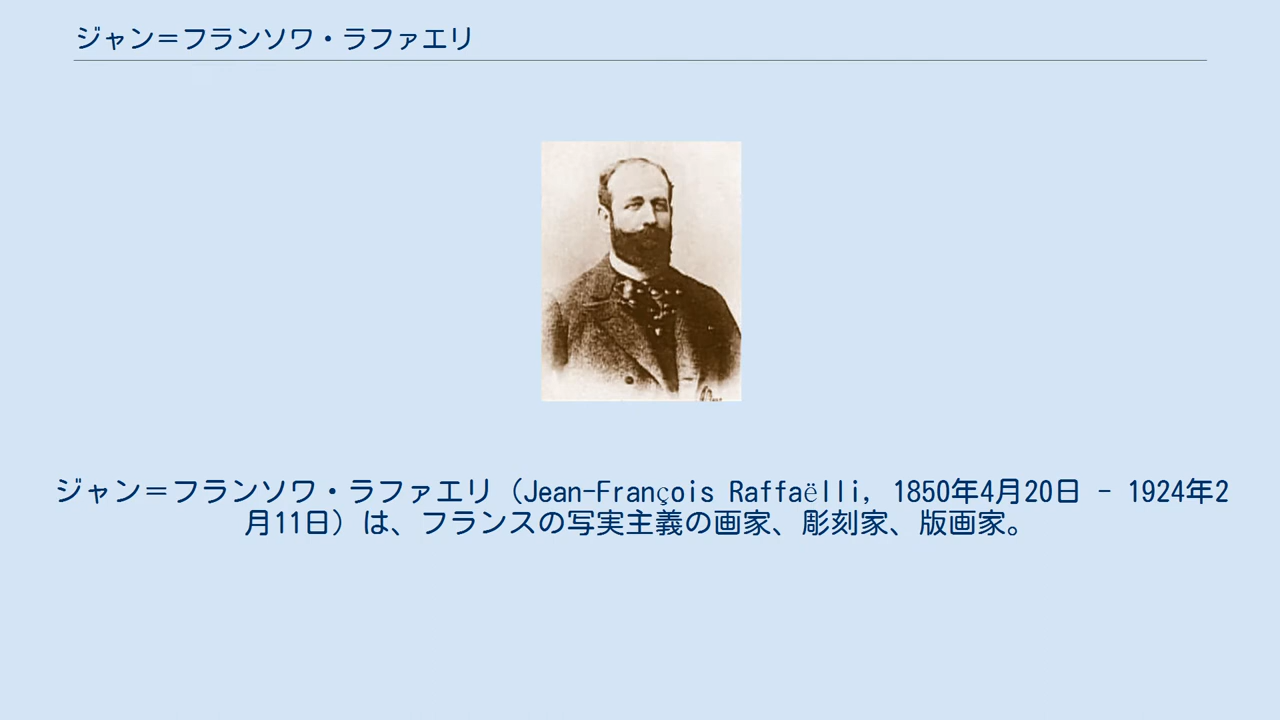 ジャン＝フランソワ・ラファエリ
ジャン＝フランソワ・ラファエリ（Jean-François Raffaëlli, 1850年4月20日 - 1924年2
月11日）は、フランスの写実主義の画家、彫刻家、版画家。